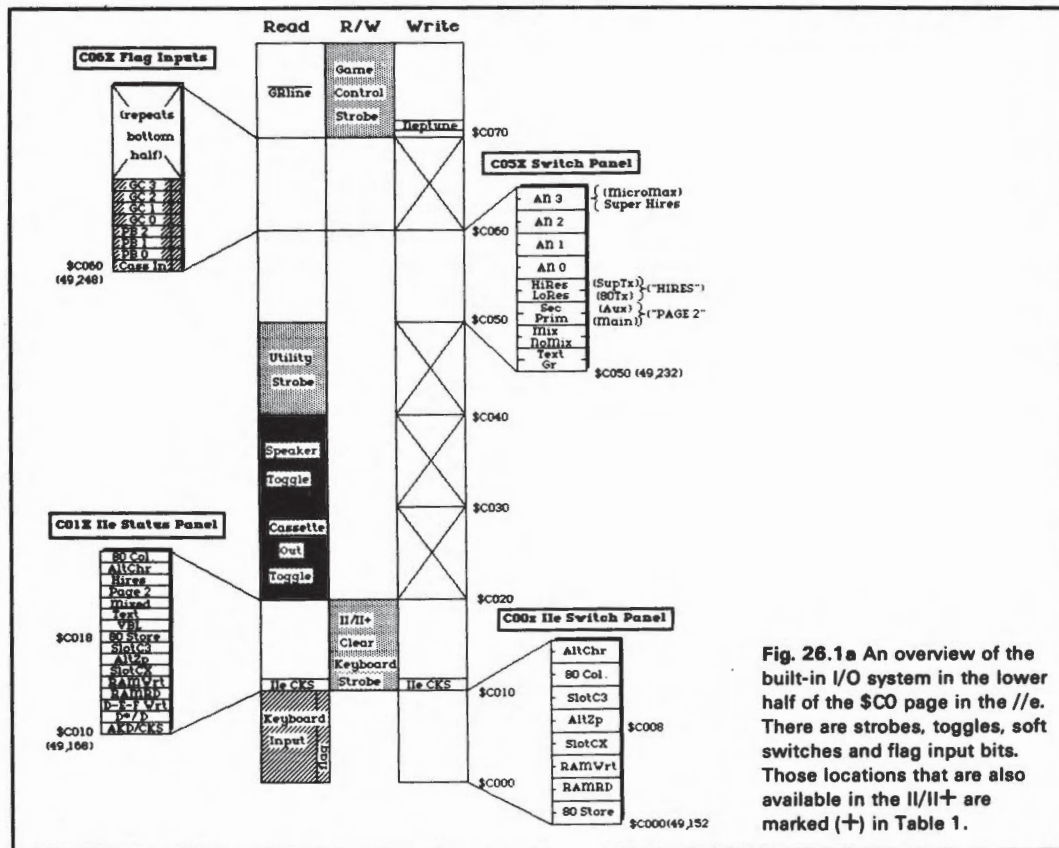 Read R/W Write
C06X Flag Inputs
(repeats
bottom
half)
GC 3
GC 2
GC 1
GC 0
PB 2
PB 1
PB 0
Cass In
$C060
(49,248)
GRline
Game
Control
Strobe
Neptune
$C070
C05X Switch Panel
An 3
An 2
An 1
An 0
HiRes
LoRes
Sec
Prim
Mix
NoMix
Text
Gr
(MicroMax)
Super Hires
(SupTx)
(80Tx)
("HIRES")
(Aux)
(Main)
("PAGE 2"
$C050 (49,232)
$C060
$C050
Utility
Strobe
$C040
Speaker
Toggle
$C030
Cassette
Out
Toggle
$C020
C01X IIe Status Panel
80 Col.
AltChr
Hires
Page 2
Mixed
Text
VBL
80 Store
SlotC3
AltZp
SlotCX
RAMWrt
RAMRD
D-E-F Wrt
D*/D
AKD/CKS
$C018
$C010
(49,168)
II/II+
Clear
Keyboard
Strobe
IIe CKS
IIe CKS
$C010
Keyboard
Input
flag
$C000
C00z IIe Switch Panel
AltChr
80 Col.
SlotC3
AltZp
SlotCX
RAMWrt
RAMRD
80 Store
$C008
$C000(49,152
Fig. 26.1a An overview of the
built-in I/O system in the lower
half of the $C0 page in the //e.
There are strobes, toggles, soft
switches and flag input bits.
Those locations that are also
available in the II/II+ are
marked (+) in Table 1.